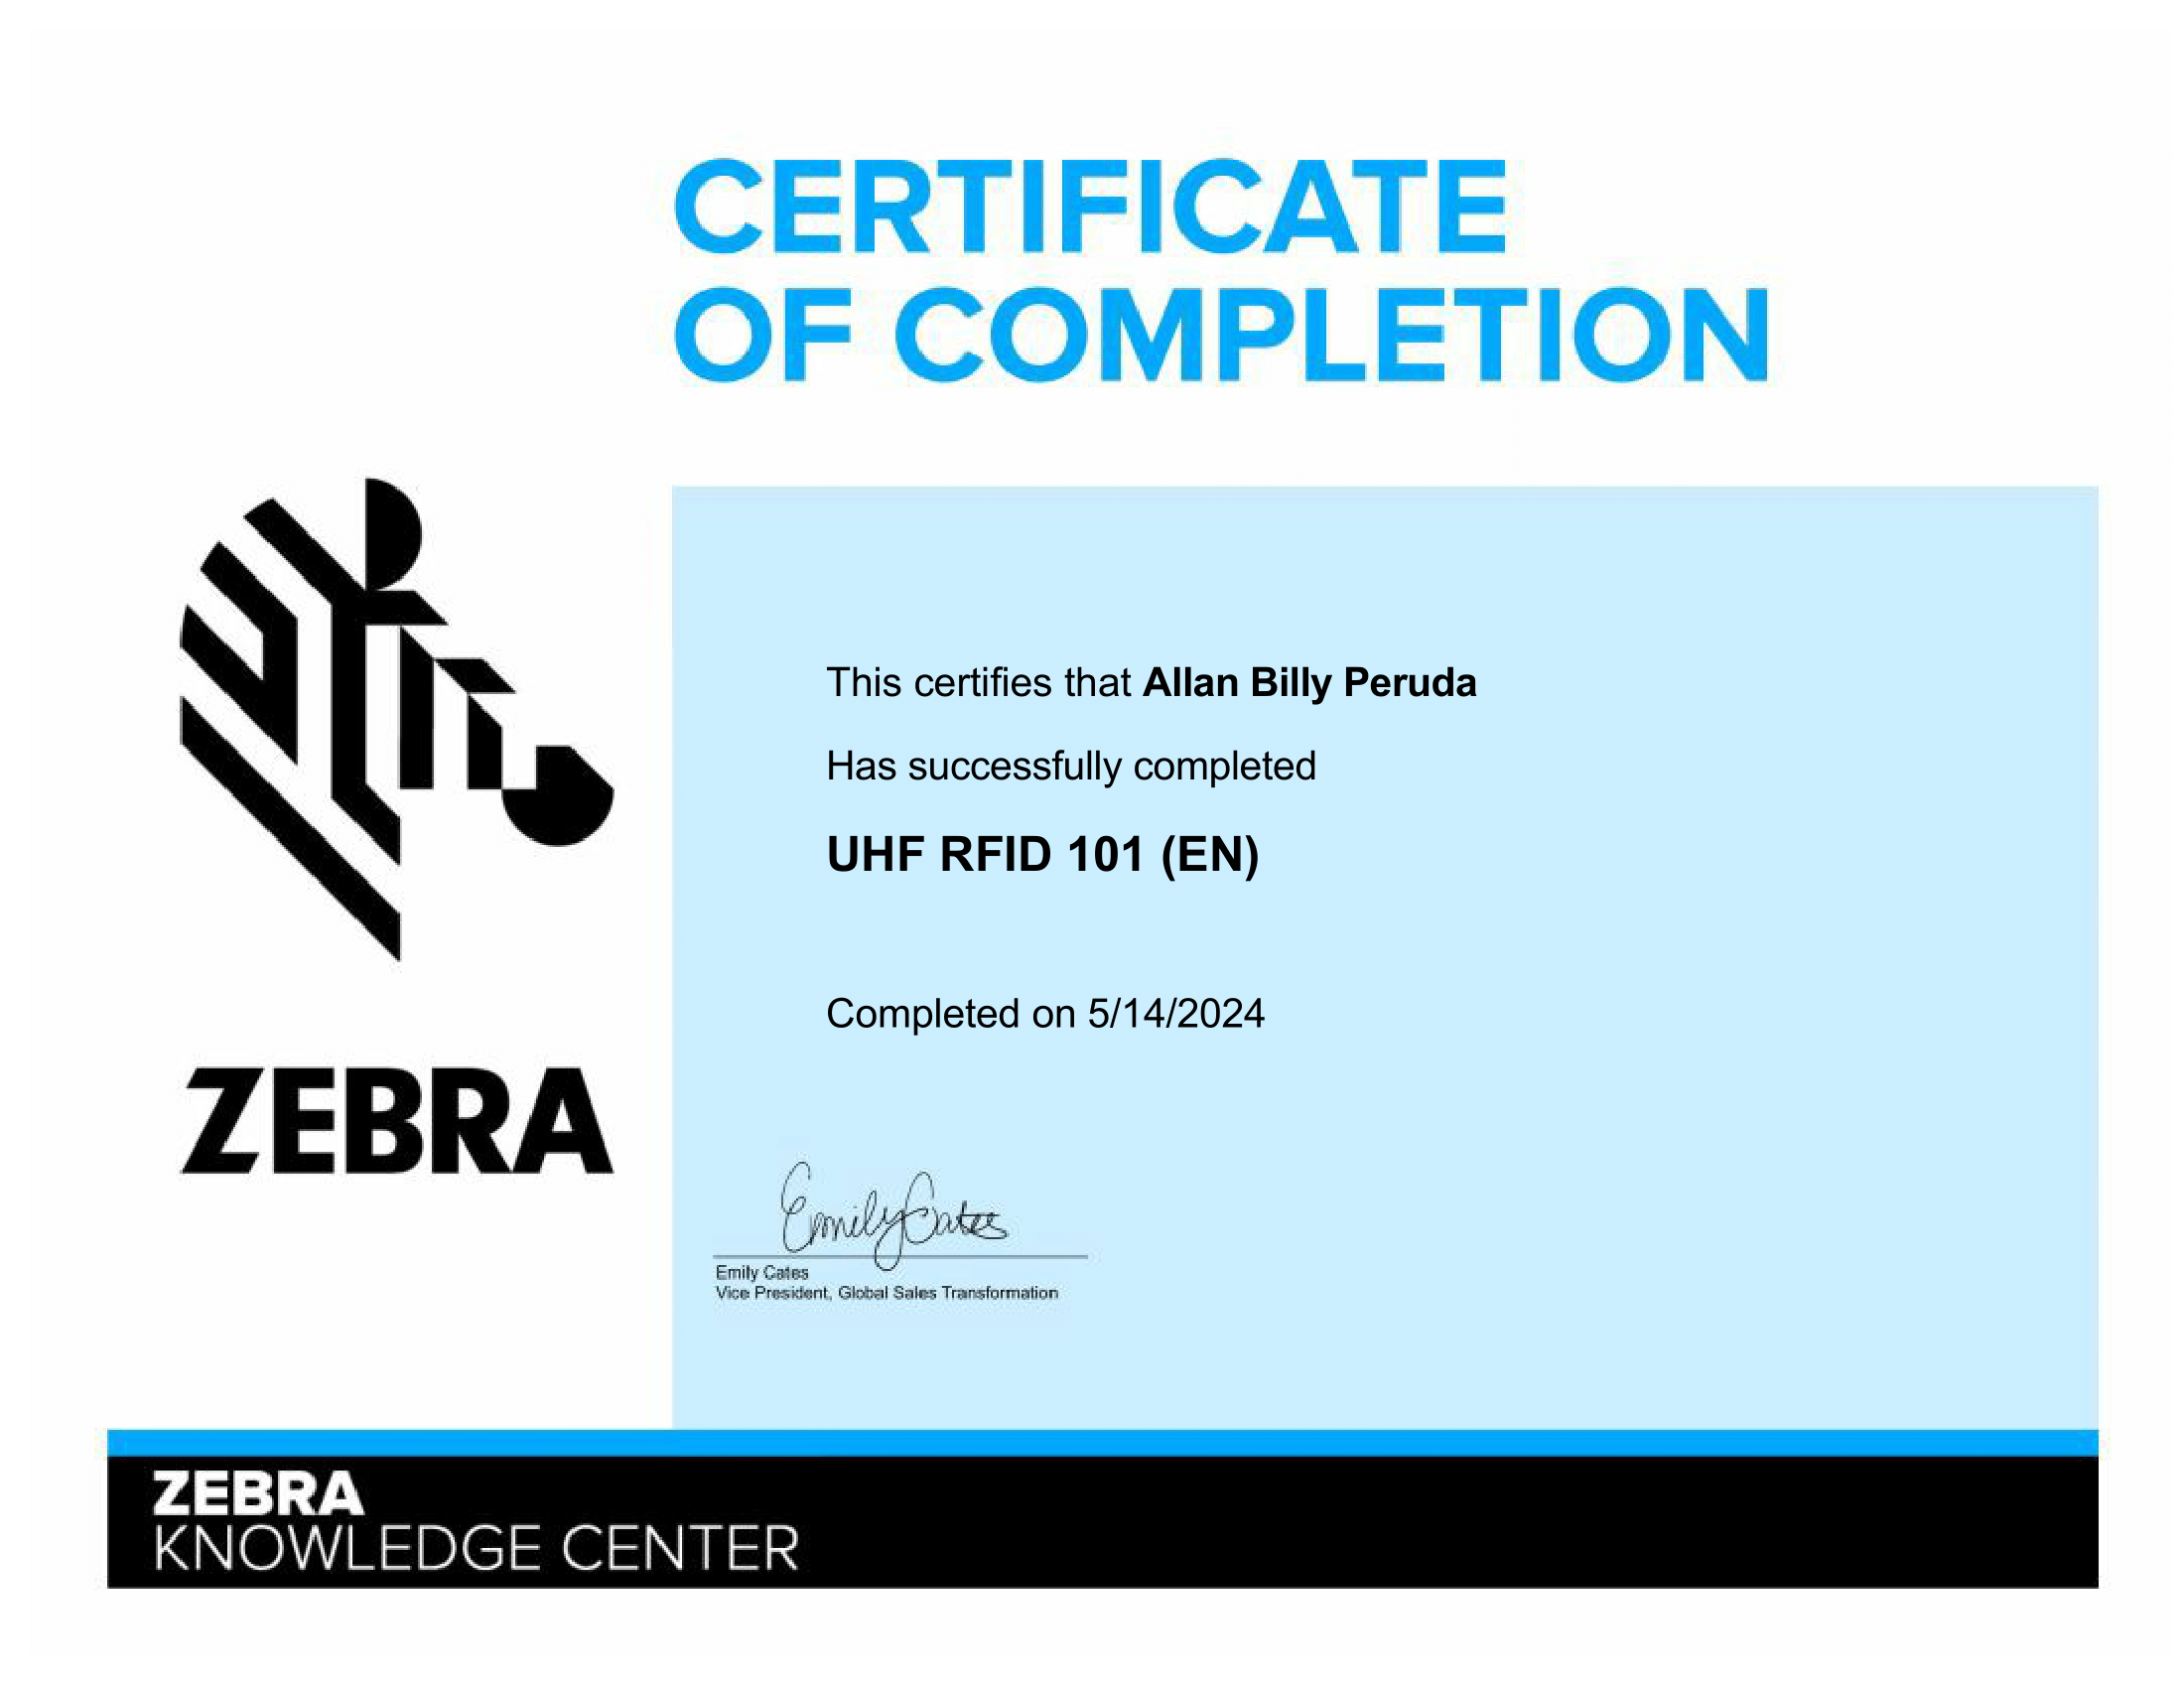 CERTIFICATE
OF COMPLETION
This certifies that Allan Billy Peruda
Has successfully completed
UHF RFID 101 (EN)
Completed on 5/14/2024
ZEBRA
Emily Cates
Emily Cates
Vice President, Global Sales Transformation
ZEBRA
KNOWLEDGE CENTER